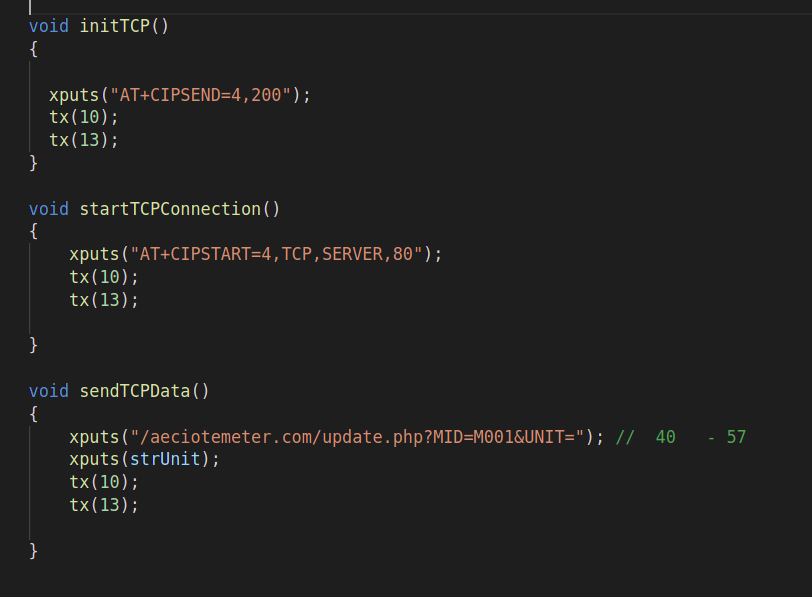 void initTCP()
{
xputs("AT+CIPSEND=4,200");
tx(10);
tx(13);
}
void startTCPConnection()
{
xputs("AT+CIPSTART=4,TCP,SERVER,80");
tx(10);
tx(13);
}
void sendTCPData()
{
xputs("/aeciotemeter.com/update.php?MID=M001&UNIT="); //  40   - 57
xputs(strUnit);
tx(10);
tx(13);
}